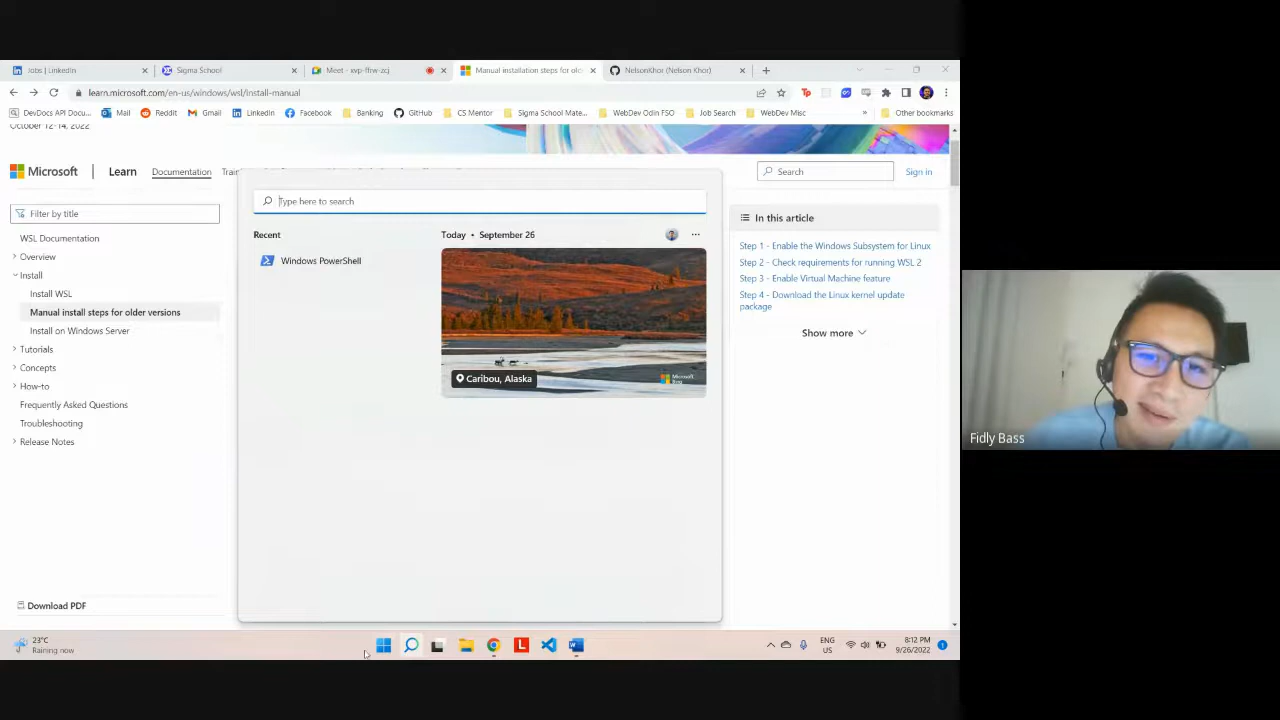 Jobs | LinkedIn
Sigma School
Meet - xvp-ffrw-zcj
Manual installation steps for olde
NelsonKhor (Nelson Khor)
learn.microsoft.com/en-us/windows/wsl/install-manual
DevDocs API Docu...
Mail
Reddit
Gmail
LinkedIn
Facebook
Banking
GitHub
CS Mentor
Sigma School Mate...
WebDev Odin FSO
Job Search
WebDev Misc
»
Other bookmarks
October 12-14, 2022
Microsoft
Learn
Documentation
Train
Search
Sign in
Filter by title
WSL Documentation
Overview
Install
Install WSL
Manual install steps for older versions
Install on Windows Server
Tutorials
Concepts
How-to
Frequently Asked Questions
Troubleshooting
Release Notes
Download PDF
Type here to search
Recent
Windows PowerShell
Today • September 26
Caribou, Alaska
Microsoft
Bing
In this article
Step 1 - Enable the Windows Subsystem for Linux
Step 2 - Check requirements for running WSL 2
Step 3 - Enable Virtual Machine feature
Step 4 - Download the Linux kernel update
package
Show more
Fidly Bass
23°C
Raining now
L
ENG
US
8:12 PM
9/26/2022
1